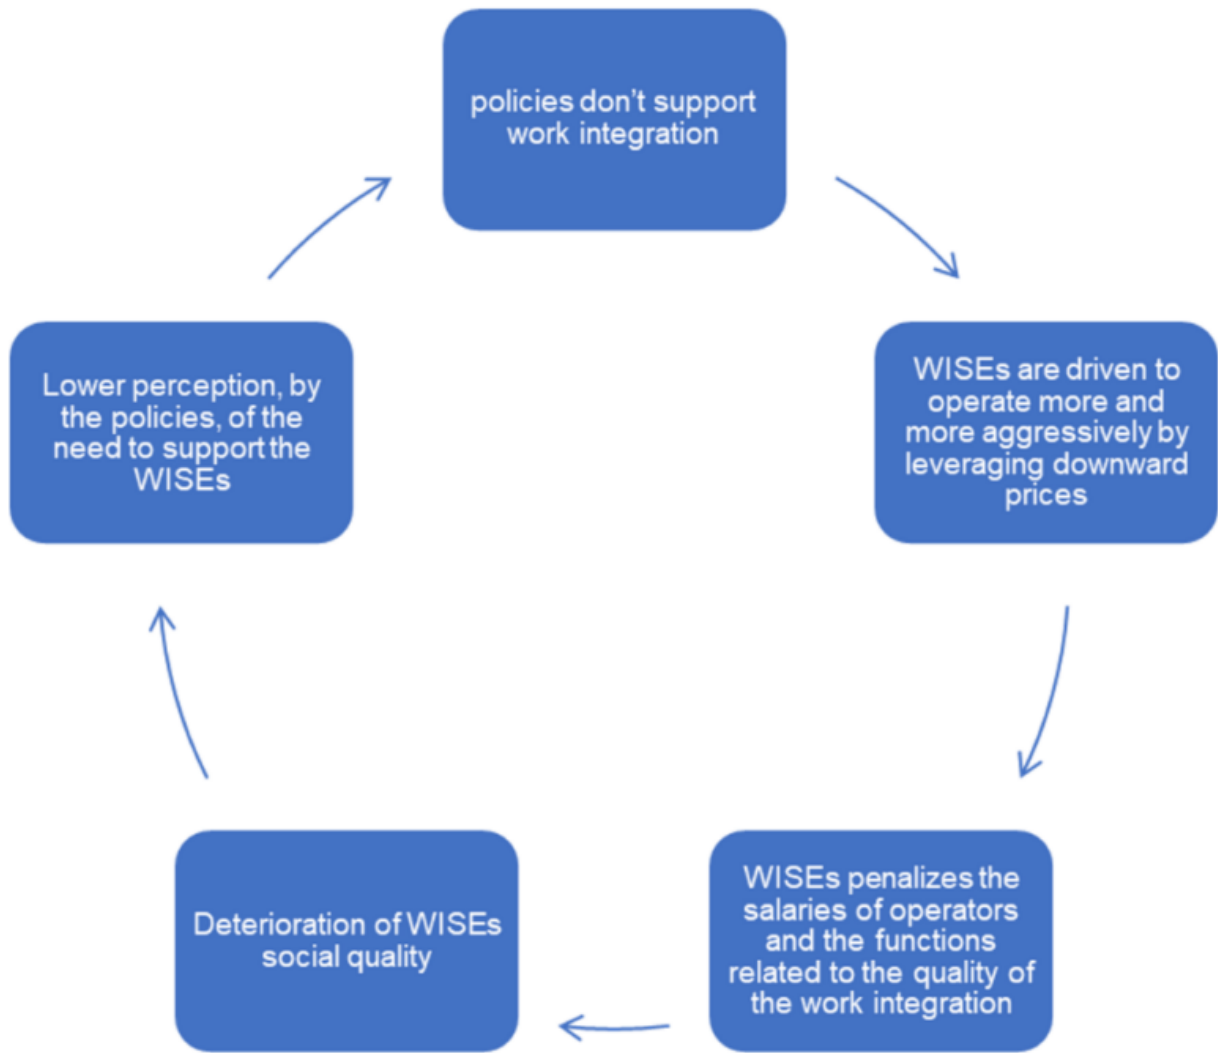 policies don’t support
work integration
WISEs are driven to
operate more and
more aggressively by
leveraging downward
prices
WISEs penalizes the
salaries of operators
and the functions
related to the quality of
the work integration
Deterioration of WISEs
social quality
Lower perception, by
the policies, of the
need to support the
WISEs